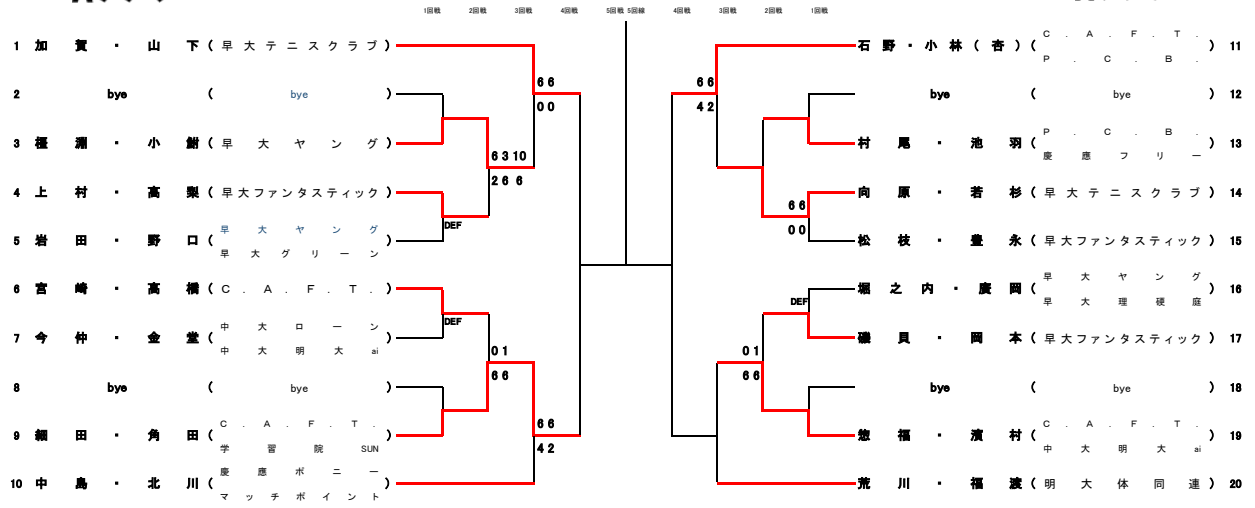 1回戦 2回戦 3回戦 4回戦 5回戦 5回線 4回戦 3回戦 2回戦 1回戦
1 加賀・山下(早大テニスクラブ)
6 6
0 0
2 bye (bye)
3 榧淵・小鮒(早大ヤング)
6 3 10
2 6 6
4 上村・高梨(早大ファンタスティック)
DEF
5 岩田・野口(早大ヤング
早大グリーン)
6 宮崎・高橋(C.A.F.T.)
DEF
7 今仲・金堂(中大ローン
中大明大ai)
0 1
6 6
8 bye (bye)
9 細田・角田(C.A.F.T.
学習院SUN)
6 6
4 2
10 中島・北川(慶應ポニー
マッチポイント)
石野・小林(杏)(C.A.F.T.
P.C.B.) 11
6 6
4 2
bye (bye) 12
村尾・池羽(P.C.B.
慶應フリー) 13
向原・若杉(早大テニスクラブ) 14
6 6
0 0
松枝・豊永(早大ファンタスティック) 15
堀之内・廣岡(早大ヤング
早大理硬庭) 16
DEF
磯貝・岡本(早大ファンタスティック) 17
0 1
6 6
bye (bye) 18
惣福・濱村(C.A.F.T.
中大明大ai) 19
荒川・福渡(明大体同連) 20